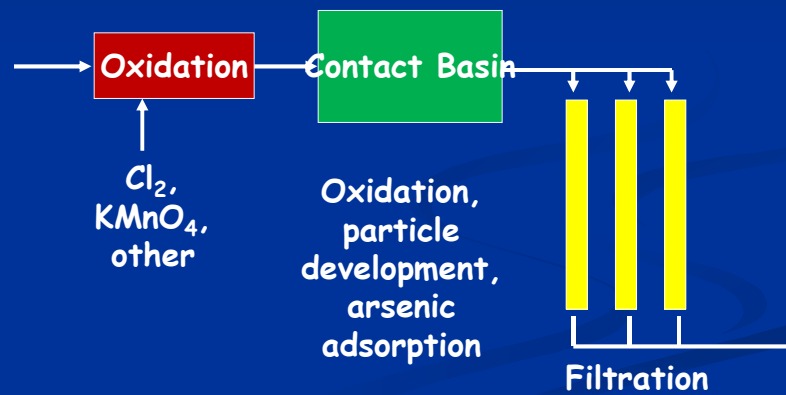 Oxidation
Contact Basin
Cl₂,
KMnO₄,
other
Oxidation,
particle
development,
arsenic
adsorption
Filtration